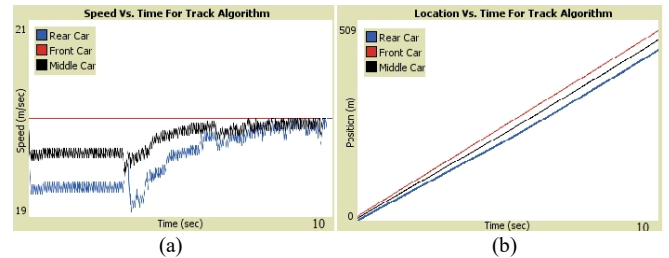 Speed Vs. Time For Track Algorithm
21
Rear Car
Front Car
Middle Car
Speed (m/sec)
19
Time (sec)
10
(a)
Location Vs. Time For Track Algorithm
509
Rear Car
Front Car
Middle Car
Position (m)
0
Time (sec)
10
(b)